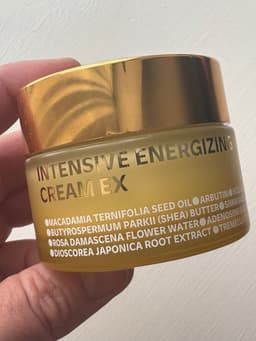 INTENSIVE ENERGIZING
CREAM EX
●MACADAMIA TERNIFOLIA SEED OIL●ARBUTIN●
●BUTYROSPERMUM PARKII (SHEA) BUTTER●
●ROSA DAMASCENA FLOWER WATER●ADENOSIN
●DIOSCOREA JAPONICA ROOT EXTRACT●